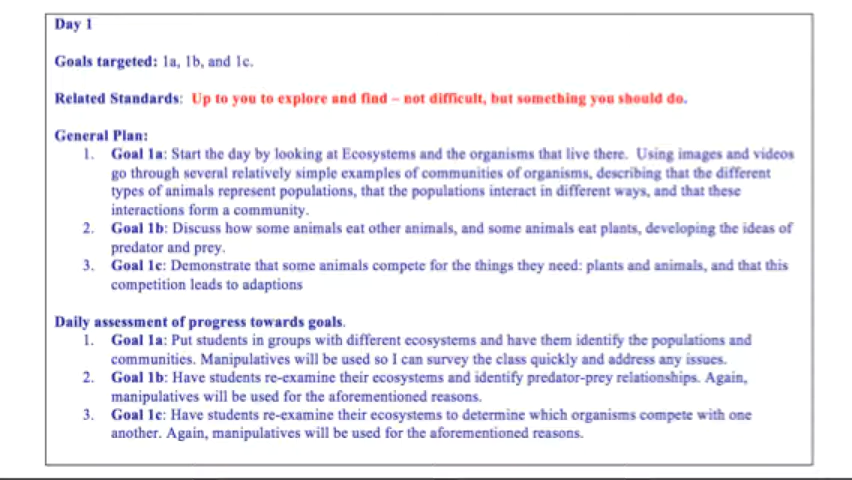 Day 1
Goals targeted: 1a, 1b, and 1c.
Related Standards: Up to you to explore and find – not difficult, but something you should do.
General Plan:
1. Goal 1a: Start the day by looking at Ecosystems and the organisms that live there. Using images and videos
go through several relatively simple examples of communities of organisms, describing that the different
types of animals represent populations, that the populations interact in different ways, and that these
interactions form a community.
2. Goal 1b: Discuss how some animals eat other animals, and some animals eat plants, developing the ideas of
predator and prey.
3. Goal 1c: Demonstrate that some animals compete for the things they need: plants and animals, and that this
competition leads to adaptions
Daily assessment of progress towards goals.
1. Goal 1a: Put students in groups with different ecosystems and have them identify the populations and
communities. Manipulatives will be used so I can survey the class quickly and address any issues.
2. Goal 1b: Have students re-examine their ecosystems and identify predator-prey relationships. Again,
manipulatives will be used for the aforementioned reasons.
3. Goal 1c: Have students re-examine their ecosystems to determine which organisms compete with one
another. Again, manipulatives will be used for the aforementioned reasons.